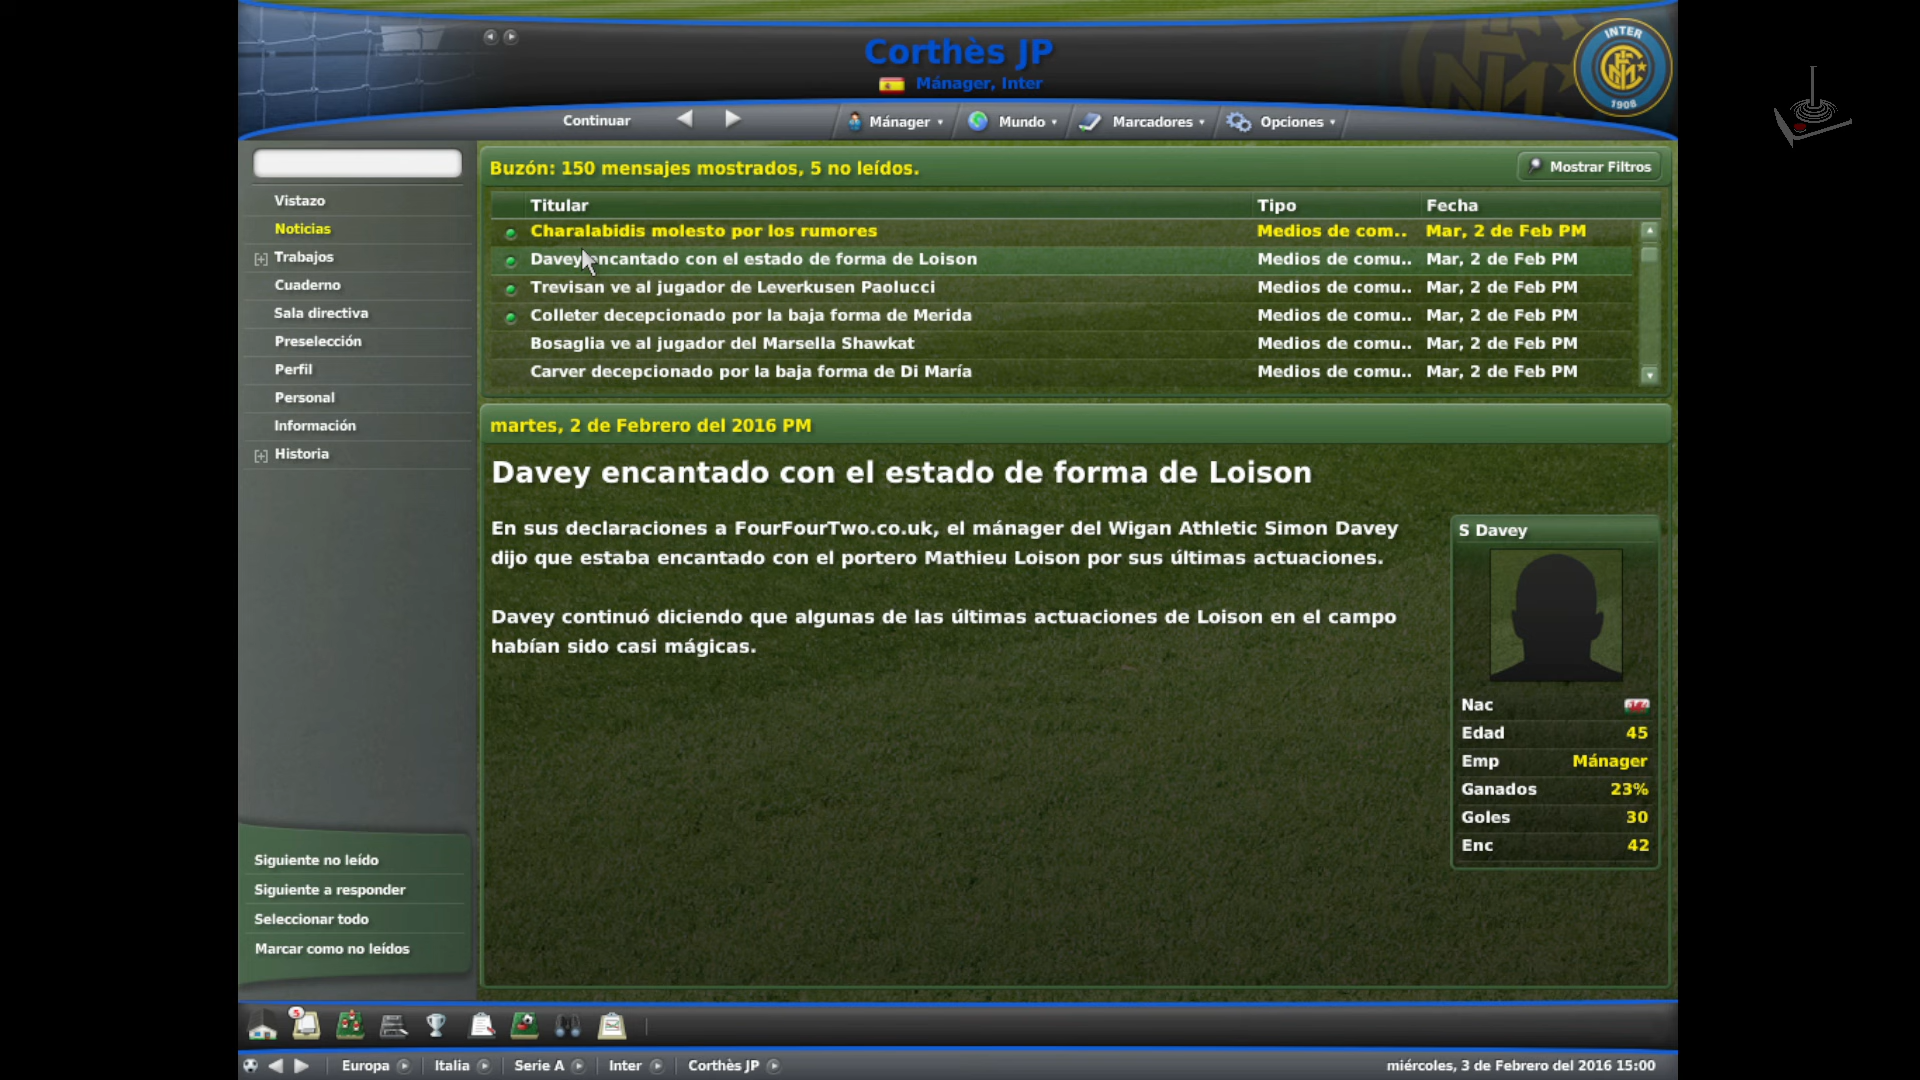 Corthès JP
Mánager, Inter
INTER
1908
Continuar
Mánager
Mundo
Marcadores
Opciones
Buzón: 150 mensajes mostrados, 5 no leídos.
Mostrar Filtros
Vistazo
Noticias
[+] Trabajos
Cuaderno
Sala directiva
Preselección
Perfil
Personal
Información
[+] Historia
Titular Tipo Fecha
Charalabidis molesto por los rumores Medios de com.. Mar, 2 de Feb PM
Davey encantado con el estado de forma de Loison Medios de comu.. Mar, 2 de Feb PM
Trevisan ve al jugador de Leverkusen Paolucci Medios de comu.. Mar, 2 de Feb PM
Colleter decepcionado por la baja forma de Merida Medios de comu.. Mar, 2 de Feb PM
Bosaglia ve al jugador del Marsella Shawkat Medios de comu.. Mar, 2 de Feb PM
Carver decepcionado por la baja forma de Di María Medios de comu.. Mar, 2 de Feb PM
martes, 2 de Febrero del 2016 PM
Davey encantado con el estado de forma de Loison
En sus declaraciones a FourFourTwo.co.uk, el mánager del Wigan Athletic Simon Davey
dijo que estaba encantado con el portero Mathieu Loison por sus últimas actuaciones.
Davey continuó diciendo que algunas de las últimas actuaciones de Loison en el campo
habían sido casi mágicas.
S Davey
Nac
Edad 45
Emp Mánager
Ganados 23%
Goles 30
Enc 42
Siguiente no leído
Siguiente a responder
Seleccionar todo
Marcar como no leídos
5
Europa Italia Serie A Inter Corthès JP
miércoles, 3 de Febrero del 2016 15:00